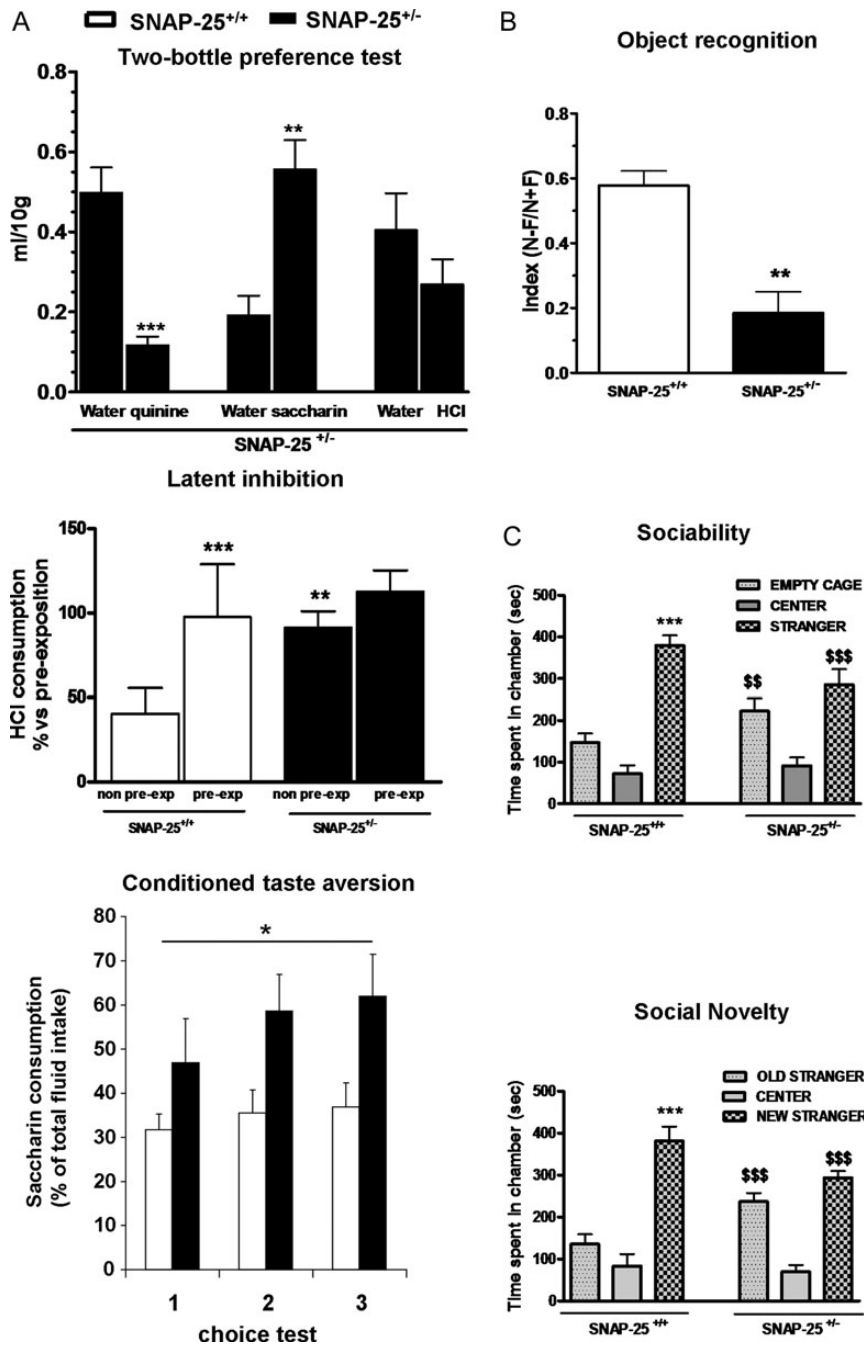 A
SNAP-25+/+ SNAP-25+/-
Two-bottle preference test
ml/10g
0.8
0.6
0.4
0.2
0.0
***
**
Water quinine Water saccharin Water HCl
SNAP-25 +/-
Latent inhibition
HCl consumption
% vs pre-exposition
150
100
50
0
***
**
non pre-exp pre-exp non pre-exp pre-exp
SNAP-25+/+ SNAP-25+/-
Conditioned taste aversion
Saccharin consumption
(% of total fluid intake)
80
70
60
50
40
30
20
10
0
*
1 2 3
choice test
B
Object recognition
Index (N-F/N+F)
0.8
0.6
0.4
0.2
0.0
**
SNAP-25+/+ SNAP-25+/-
C
Sociability
Time spent in chamber (sec)
500
400
300
200
100
0
EMPTY CAGE
CENTER
STRANGER
***
$$
$$$
SNAP-25+/+ SNAP-25+/-
Social Novelty
Time spent in chamber (sec)
500
400
300
200
100
0
OLD STRANGER
CENTER
NEW STRANGER
***
$$$
$$$
SNAP-25 +/+ SNAP-25 +/-